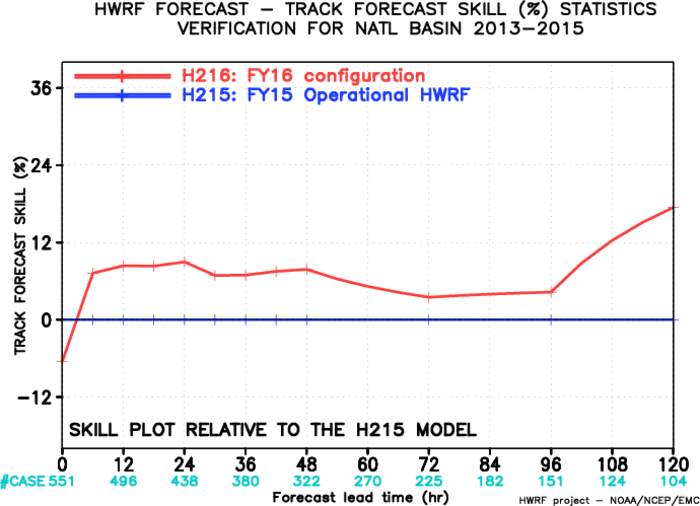 HWRF FORECAST – TRACK FORECAST SKILL (%) STATISTICS
VERIFICATION FOR NATL BASIN 2013–2015
H216: FY16 configuration
H215: FY15 Operational HWRF
36
24
12
0
–12
TRACK FORECAST SKILL (%)
SKILL PLOT RELATIVE TO THE H215 MODEL
0 12 24 36 48 60 72 84 96 108 120
#CASE 551 496 438 380 322 270 225 182 151 124 104
Forecast lead time (hr)
HWRF project – NOAA/NCEP/EMC